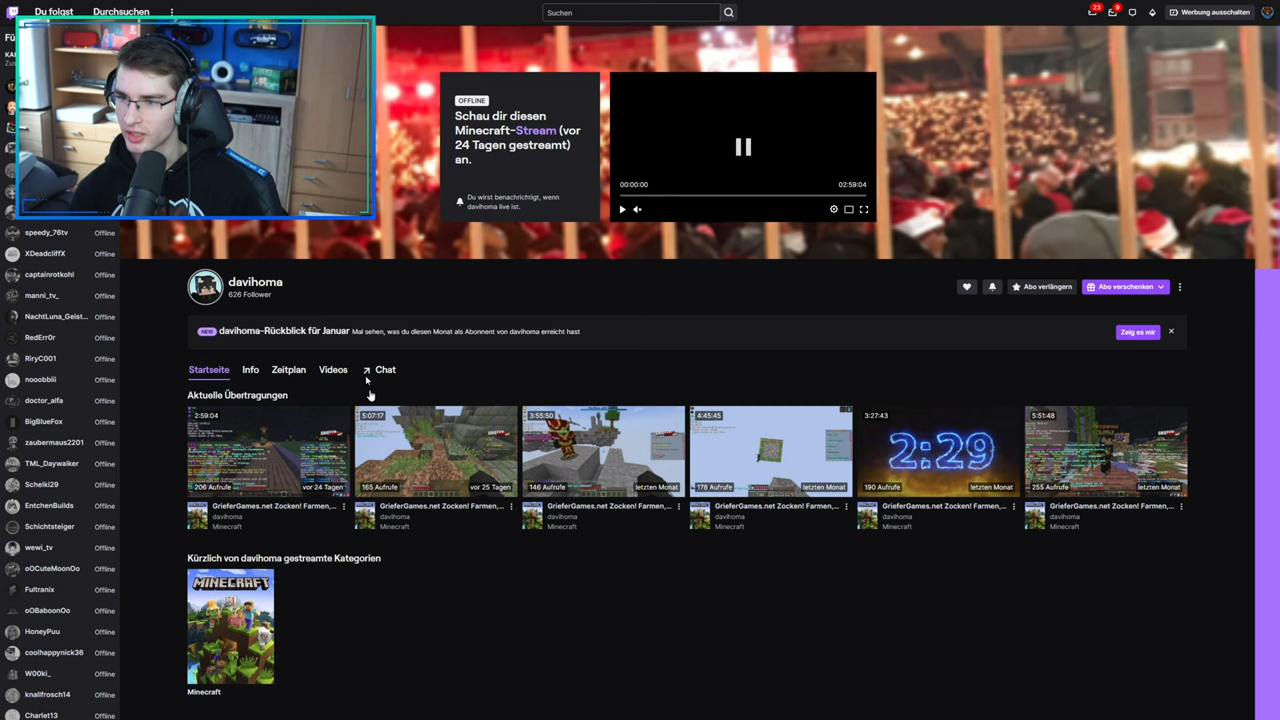 Du folgst
Durchsuchen
Suchen
23
9
Werbung ausschalten
OFFLINE
Schau dir diesen
Minecraft-Stream (vor
24 Tagen gestreamt)
an.
Du wirst benachrichtigt, wenn
davihoma live ist.
00:00:00
02:59:04
speedy_76tv Offline
XDeadcliffX Offline
captainrotkohl Offline
manni_tv_ Offline
NachtLuna_Geist... Offline
RedErr0r Offline
RiryC001 Offline
nooobbiii Offline
doctor_alfa Offline
BigBlueFox Offline
zaubermaus2201 Offline
TML_Daywalker Offline
Schelki29 Offline
EntchenBuilds Offline
Schichtsteiger Offline
wewi_tv Offline
oOCuteMoonOo Offline
Fultranix Offline
oOBaboonOo Offline
HoneyPuu Offline
coolhappynick36 Offline
W00ki_ Offline
knallfrosch14 Offline
Charlet13 Offline
davihoma
626 Follower
Abo verlängern
Abo verschenken
NEW davihoma-Rückblick für Januar Mal sehen, was du diesen Monat als Abonnent von davihoma erreicht hast
Zeig es mir
Startseite Info Zeitplan Videos Chat
Aktuelle Übertragungen
2:59:04
206 Aufrufe vor 24 Tagen
GrieferGames.net Zocken! Farmen,...
davihoma
Minecraft
5:07:17
165 Aufrufe vor 25 Tagen
GrieferGames.net Zocken! Farmen,...
davihoma
Minecraft
3:55:50
146 Aufrufe letzten Monat
GrieferGames.net Zocken! Farmen,...
davihoma
Minecraft
4:45:45
178 Aufrufe letzten Monat
GrieferGames.net Zocken! Farmen,...
davihoma
Minecraft
3:27:43
2:29
190 Aufrufe letzten Monat
GrieferGames.net Zocken! Farmen,...
davihoma
Minecraft
5:51:48
255 Aufrufe letzten Monat
GrieferGames.net Zocken! Farmen,...
davihoma
Minecraft
Kürzlich von davihoma gestreamte Kategorien
MINECRAFT
Minecraft